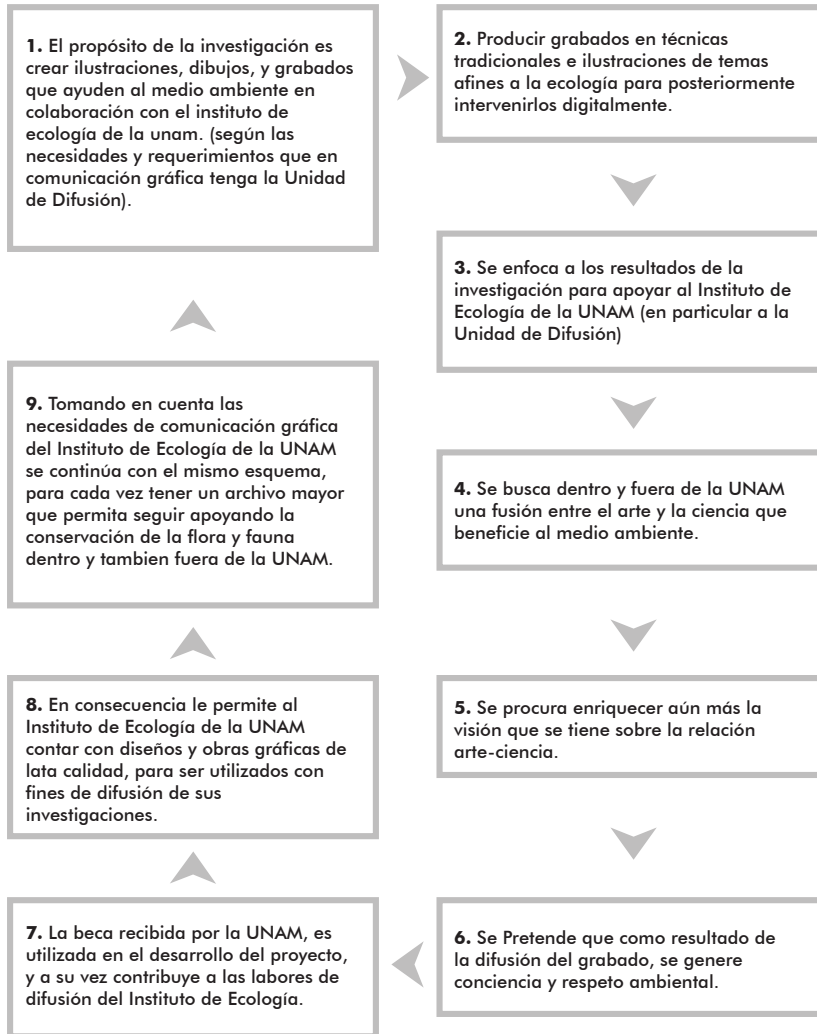 1. El propósito de la investigación es
crear ilustraciones, dibujos, y grabados
que ayuden al medio ambiente en
colaboración con el instituto de
ecología de la unam. (según las
necesidades y requerimientos que en
comunicación gráfica tenga la Unidad
de Difusión).
2. Producir grabados en técnicas
tradicionales e ilustraciones de temas
afines a la ecología para posteriormente
intervenirlos digitalmente.
3. Se enfoca a los resultados de la
investigación para apoyar al Instituto de
Ecología de la UNAM (en particular a la
Unidad de Difusión)
4. Se busca dentro y fuera de la UNAM
una fusión entre el arte y la ciencia que
beneficie al medio ambiente.
5. Se procura enriquecer aún más la
visión que se tiene sobre la relación
arte-ciencia.
6. Se Pretende que como resultado de
la difusión del grabado, se genere
conciencia y respeto ambiental.
7. La beca recibida por la UNAM, es
utilizada en el desarrollo del proyecto,
y a su vez contribuye a las labores de
difusión del Instituto de Ecología.
8. En consecuencia le permite al
Instituto de Ecología de la UNAM
contar con diseños y obras gráficas de
lata calidad, para ser utilizados con
fines de difusión de sus
investigaciones.
9. Tomando en cuenta las
necesidades de comunicación gráfica
del Instituto de Ecología de la UNAM
se continúa con el mismo esquema,
para cada vez tener un archivo mayor
que permita seguir apoyando la
conservación de la flora y fauna
dentro y tambien fuera de la UNAM.